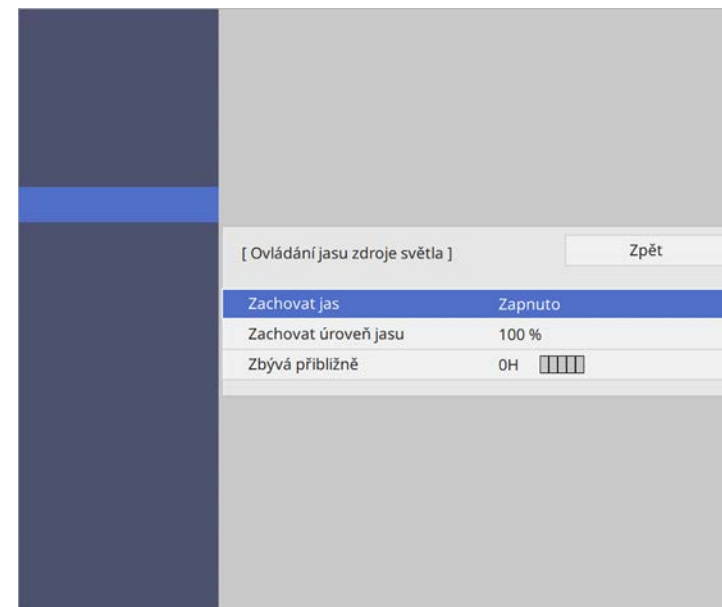 [ Ovládání jasu zdroje světla ] Zpět
Zachovat jas Zapnuto
Zachovat úroveň jasu 100 %
Zbývá přibližně 0H